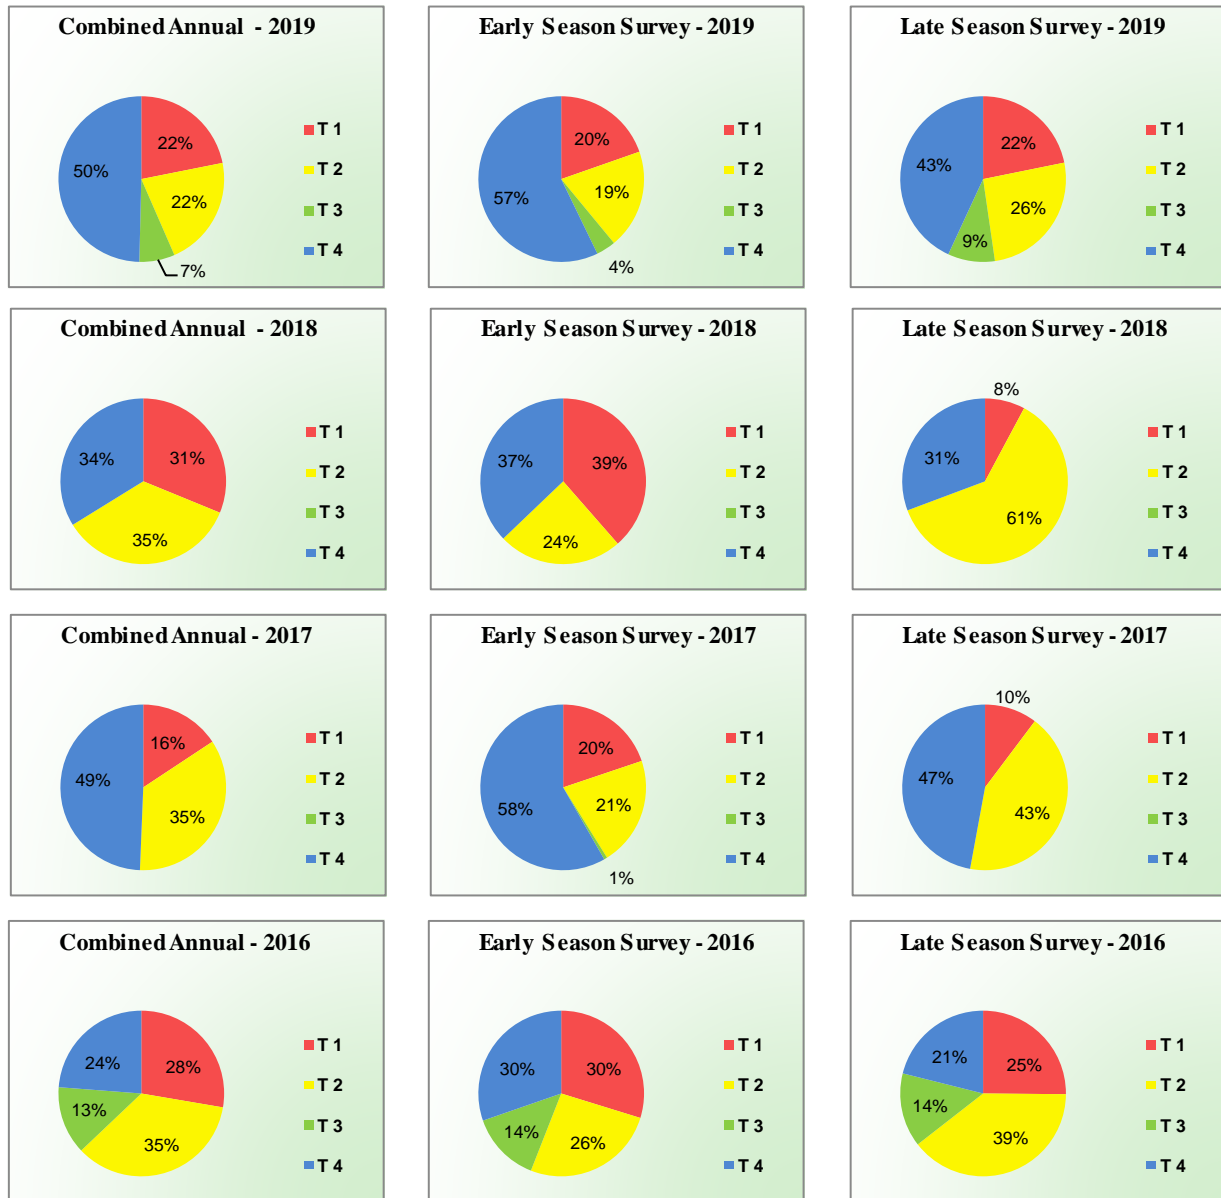 Combined Annual - 2019
22%
22%
7%
50%
T 1
T 2
T 3
T 4
Early Season Survey - 2019
20%
19%
4%
57%
T 1
T 2
T 3
T 4
Late Season Survey - 2019
22%
26%
9%
43%
T 1
T 2
T 3
T 4
Combined Annual - 2018
31%
35%
34%
T 1
T 2
T 3
T 4
Early Season Survey - 2018
39%
24%
37%
T 1
T 2
T 3
T 4
Late Season Survey - 2018
8%
61%
31%
T 1
T 2
T 3
T 4
Combined Annual - 2017
16%
35%
49%
T 1
T 2
T 3
T 4
Early Season Survey - 2017
20%
21%
1%
58%
T 1
T 2
T 3
T 4
Late Season Survey - 2017
10%
43%
47%
T 1
T 2
T 3
T 4
Combined Annual - 2016
28%
35%
13%
24%
T 1
T 2
T 3
T 4
Early Season Survey - 2016
30%
26%
14%
30%
T 1
T 2
T 3
T 4
Late Season Survey - 2016
25%
39%
14%
21%
T 1
T 2
T 3
T 4